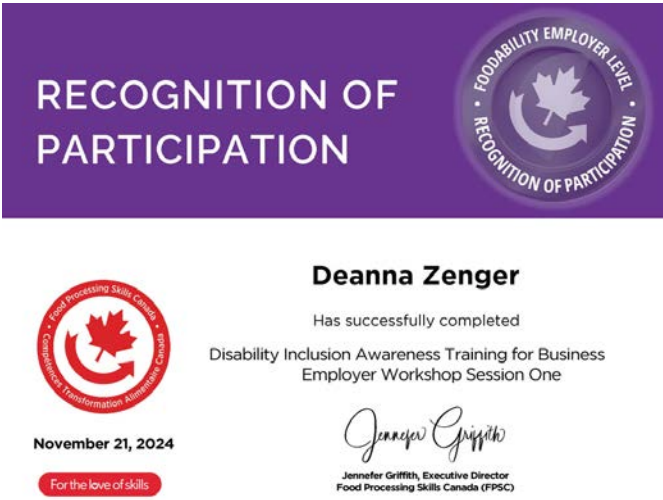 RECOGNITION OF
PARTICIPATION
FOODABILITY EMPLOYER LEVEL
RECOGNITION OF PARTICIPATION
Deanna Zenger
Has successfully completed
Disability Inclusion Awareness Training for Business
Employer Workshop Session One
Food Processing Skills Canada
Compétences Transformation Alimentaire Canada
November 21, 2024
For the love of skills
Jennefer Griffith
Jennefer Griffith, Executive Director
Food Processing Skills Canada (FPSC)